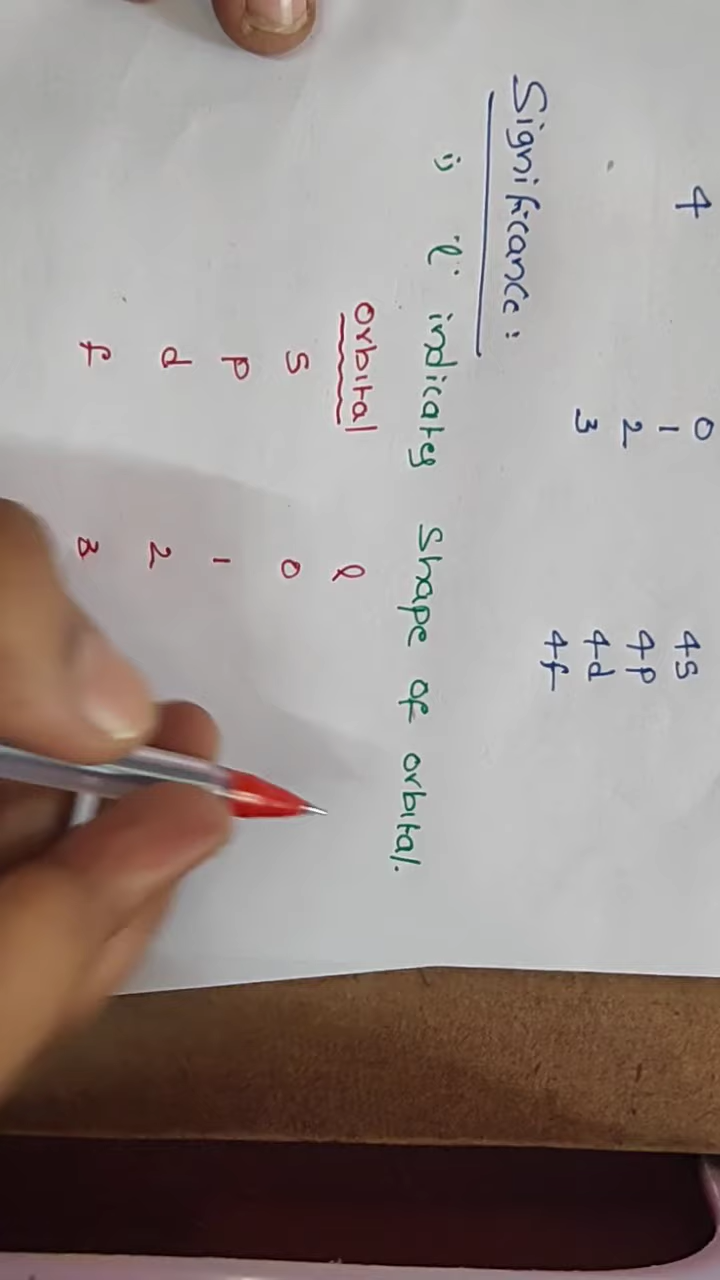 4 0 4s
1 4p
2 4d
3 4f
Significance :
i) 'l' indicates shape of orbital.
orbital l
s 0
p 1
d 2
f 3